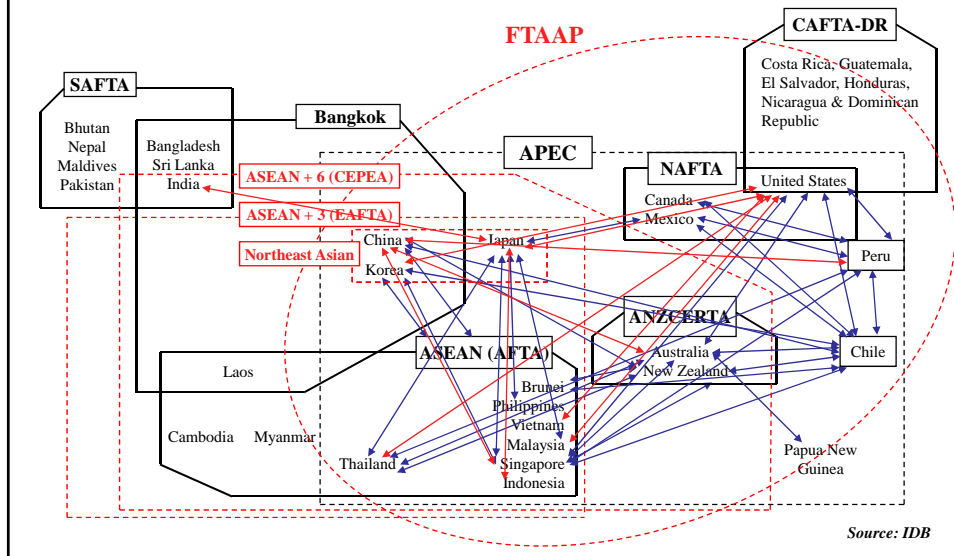 FTAAP
CAFTA-DR
Costa Rica, Guatemala,
El Salvador, Honduras,
Nicaragua & Dominican
Republic
SAFTA
Bhutan
Nepal
Maldives
Pakistan
Bangkok
Bangladesh
Sri Lanka
India
APEC
ASEAN + 6 (CEPEA)
ASEAN + 3 (EAFTA)
Northeast Asian
NAFTA
United States
Canada
Mexico
China
Japan
Korea
Peru
ANZCERTA
Australia
New Zealand
Chile
ASEAN (AFTA)
Laos
Cambodia
Myanmar
Thailand
Brunei
Philippines
Vietnam
Malaysia
Singapore
Indonesia
Papua New
Guinea
Source: IDB